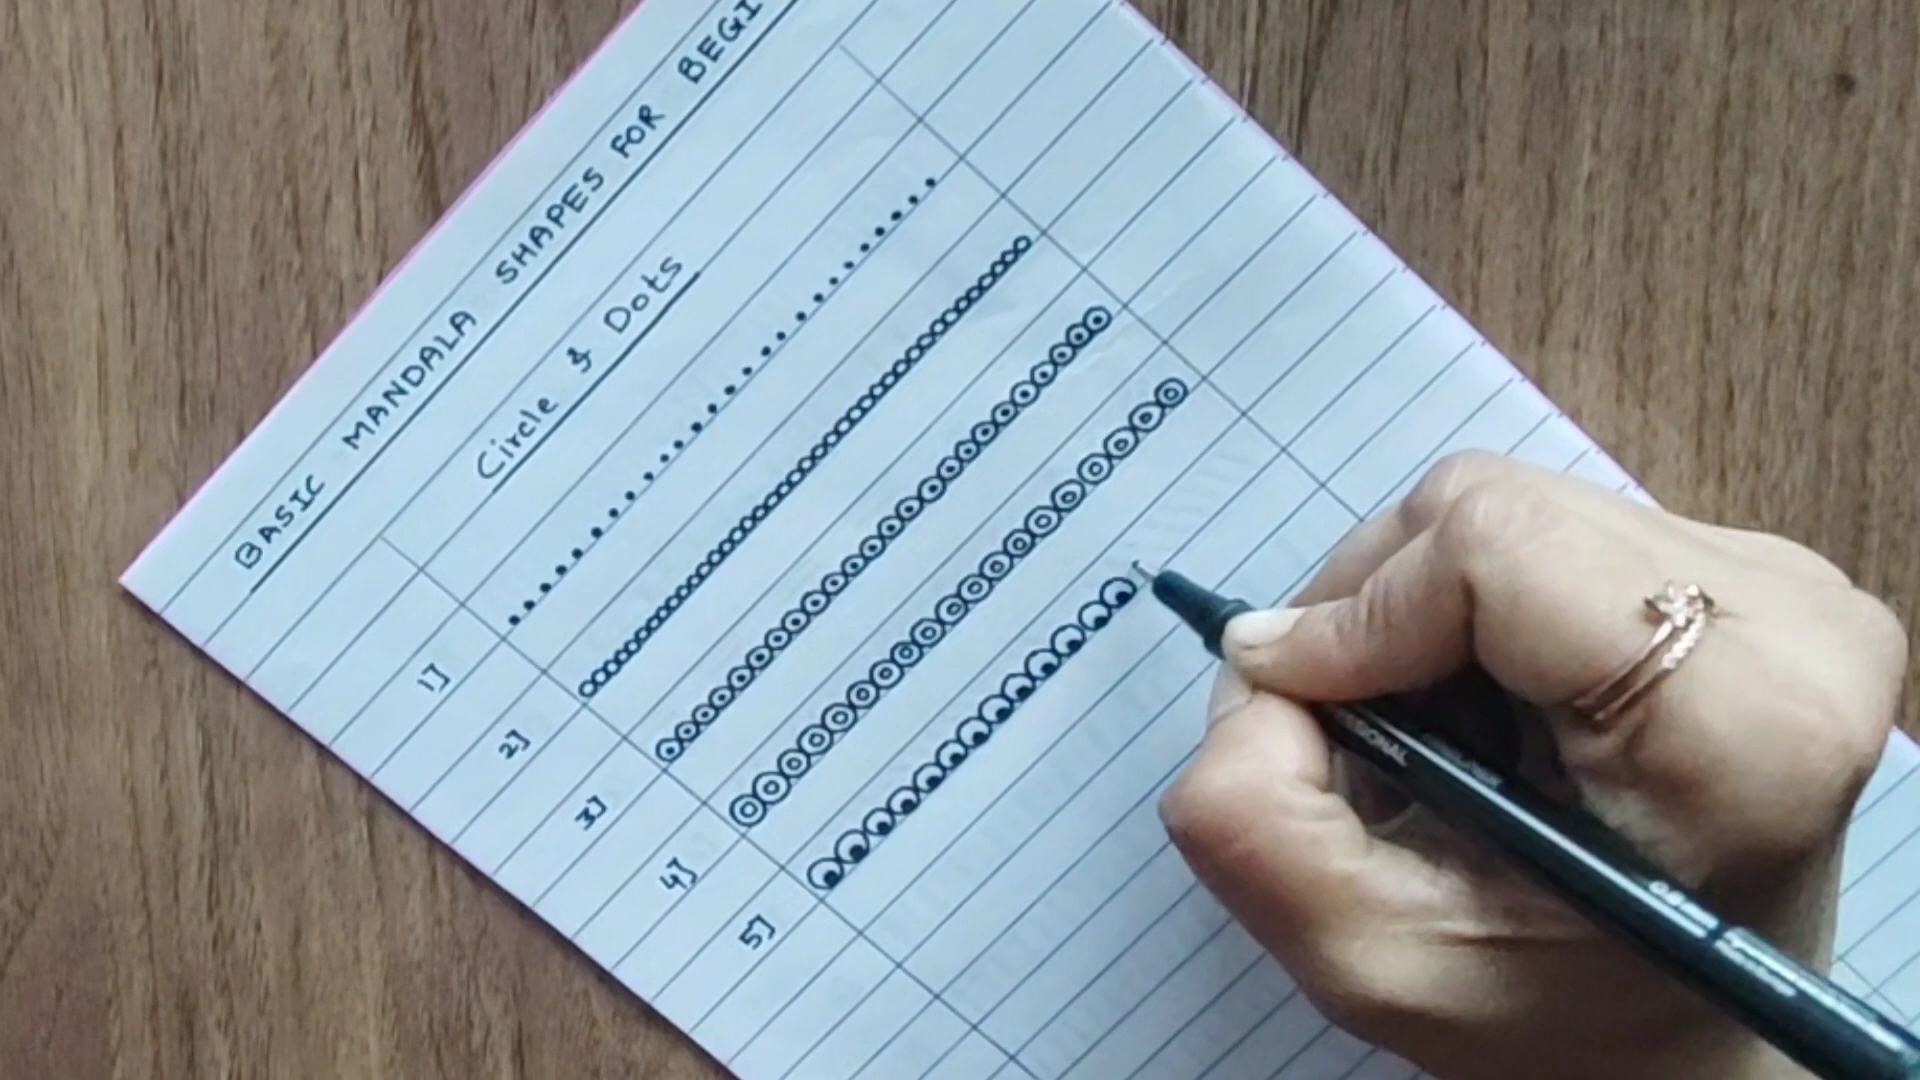 BASIC MANDALA SHAPES FOR BEGI
Circle & Dots
1]
2]
3]
4]
5]